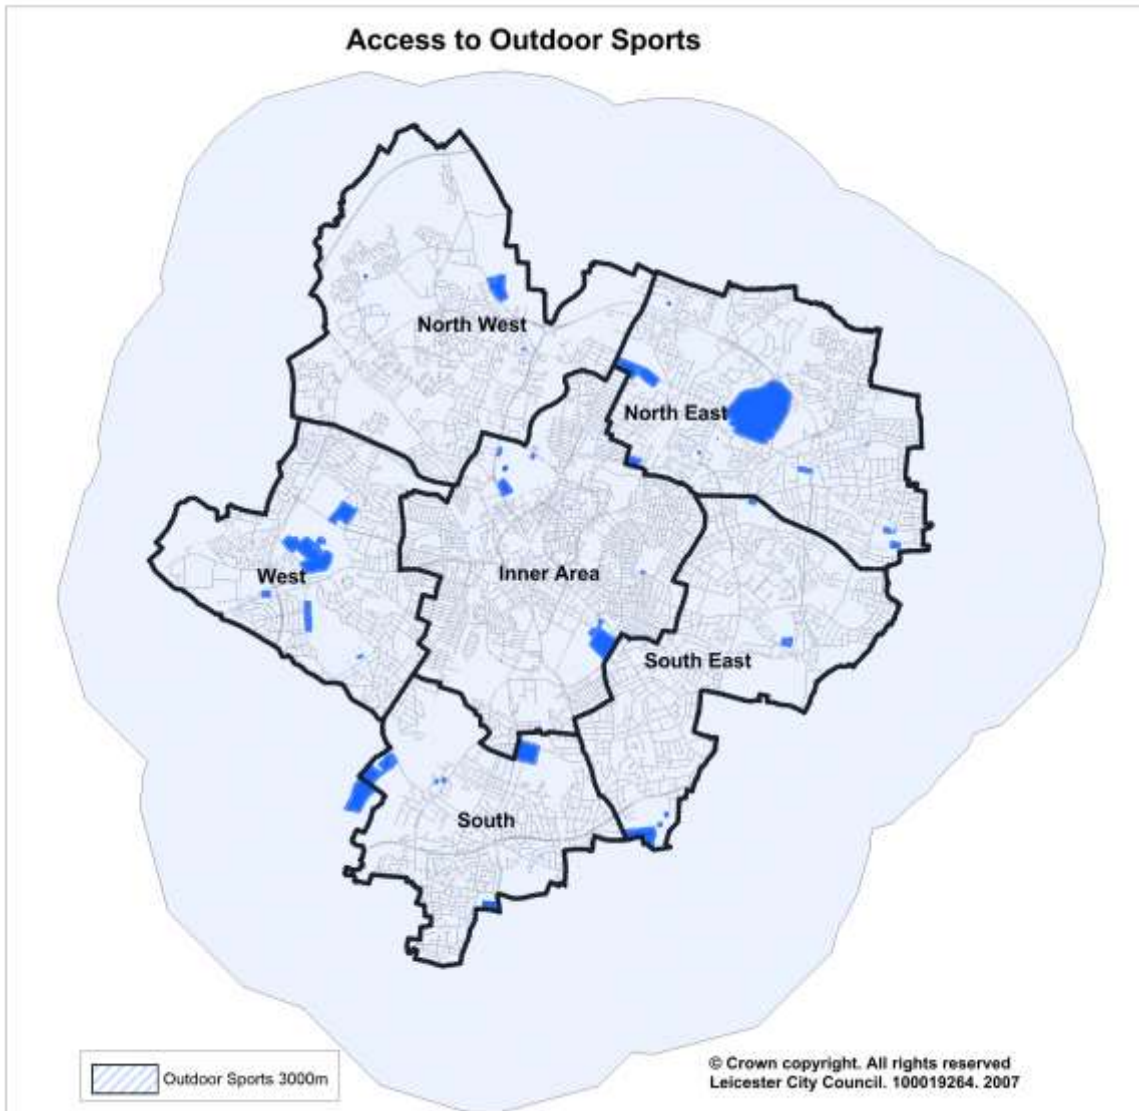 Access to Outdoor Sports
North West
North East
West
Inner Area
South East
South
Outdoor Sports 3000m
© Crown copyright. All rights reserved
Leicester City Council. 100019264. 2007